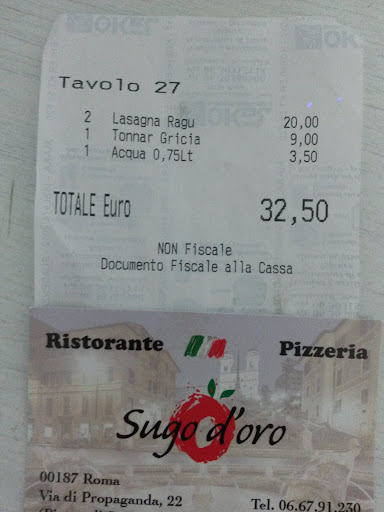 Tavolo 27
2 Lasagna Ragu 20,00
1 Tonnar Gricia 9,00
1 Acqua 0,75Lt 3,50
TOTALE Euro 32,50
NON Fiscale
Documento Fiscale alla Cassa
Ristorante Pizzeria
Sugo d'oro
00187 Roma
Via di Propaganda, 22 Tel. 06.67.91.230